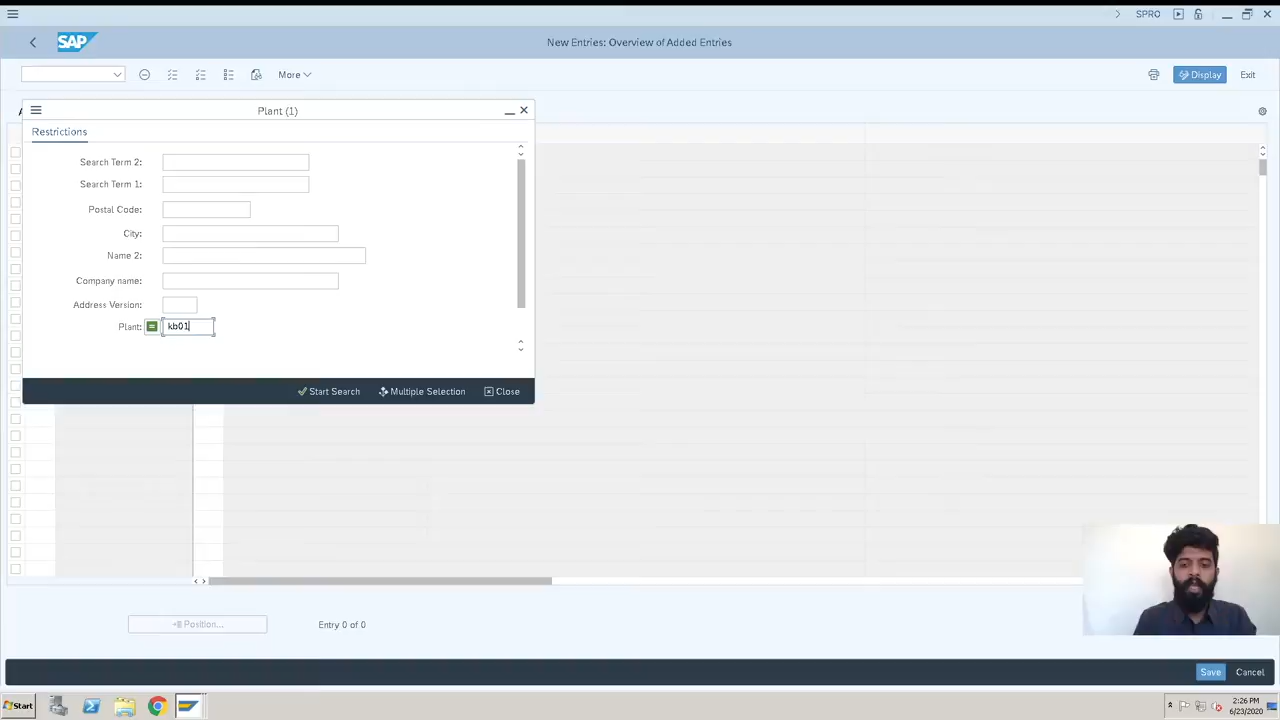 SPRO
SAP
New Entries: Overview of Added Entries
More
Display
Exit
Plant (1)
Restrictions
Search Term 2:
Search Term 1:
Postal Code:
City:
Name 2:
Company name:
Address Version:
Plant:
kb01
Start Search
Multiple Selection
Close
Position...
Entry 0 of 0
Save
Cancel
Start
2:26 PM
6/23/2020